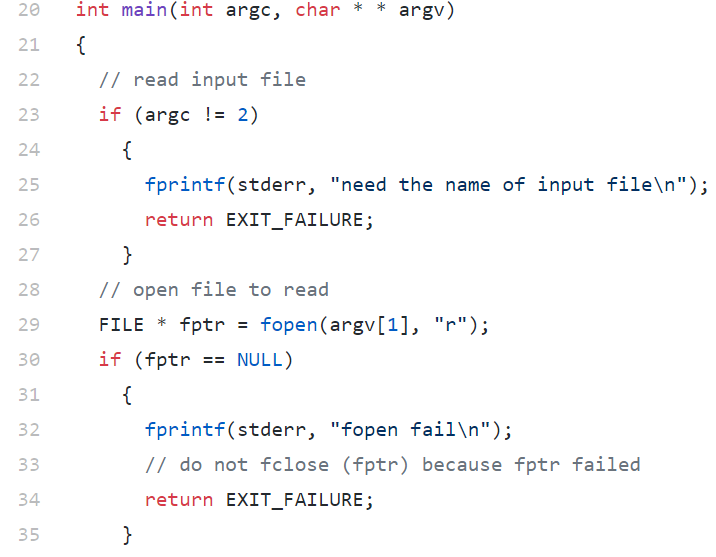 20 int main(int argc, char * * argv)
21 {
22   // read input file
23   if (argc != 2)
24     {
25       fprintf(stderr, "need the name of input file\n");
26       return EXIT_FAILURE;
27     }
28   // open file to read
29   FILE * fptr = fopen(argv[1], "r");
30   if (fptr == NULL)
31     {
32       fprintf(stderr, "fopen fail\n");
33       // do not fclose (fptr) because fptr failed
34       return EXIT_FAILURE;
35     }